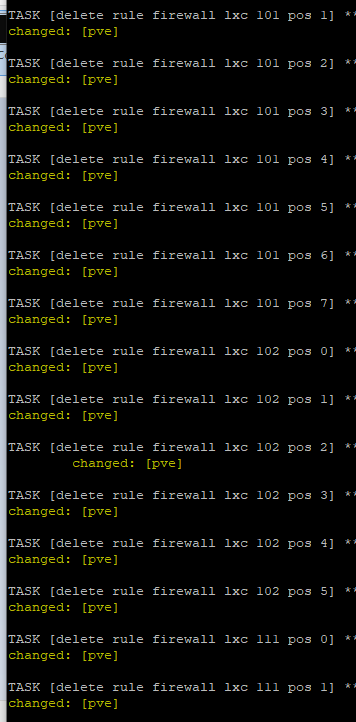 TASK [delete rule firewall lxc 101 pos 1] **
changed: [pve]
TASK [delete rule firewall lxc 101 pos 2] **
changed: [pve]
TASK [delete rule firewall lxc 101 pos 3] **
changed: [pve]
TASK [delete rule firewall lxc 101 pos 4] **
changed: [pve]
TASK [delete rule firewall lxc 101 pos 5] **
changed: [pve]
TASK [delete rule firewall lxc 101 pos 6] **
changed: [pve]
TASK [delete rule firewall lxc 101 pos 7] **
changed: [pve]
TASK [delete rule firewall lxc 102 pos 0] **
changed: [pve]
TASK [delete rule firewall lxc 102 pos 1] **
changed: [pve]
TASK [delete rule firewall lxc 102 pos 2] **
changed: [pve]
TASK [delete rule firewall lxc 102 pos 3] **
changed: [pve]
TASK [delete rule firewall lxc 102 pos 4] **
changed: [pve]
TASK [delete rule firewall lxc 102 pos 5] **
changed: [pve]
TASK [delete rule firewall lxc 111 pos 0] **
changed: [pve]
TASK [delete rule firewall lxc 111 pos 1] **
changed: [pve]